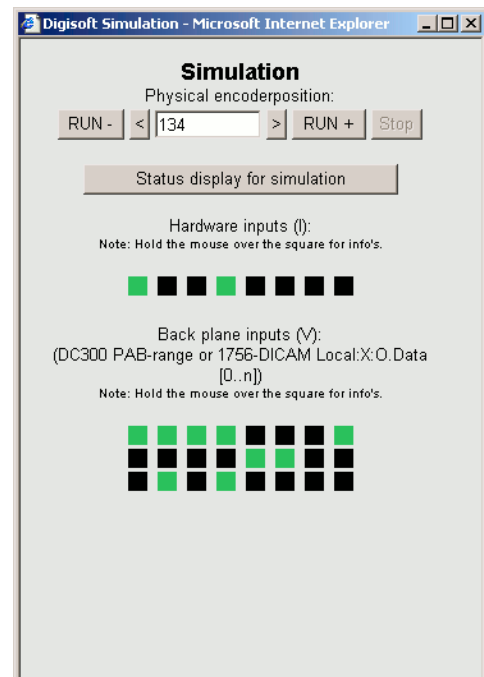 Digisoft Simulation - Microsoft Internet Explorer
Simulation
Physical encoderposition:
RUN - < 134 > RUN + Stop
Status display for simulation
Hardware inputs (I):
Note: Hold the mouse over the square for info's.
Back plane inputs (V):
(DC300 PAB-range or 1756-DICAM Local:X:O.Data
[0..n])
Note: Hold the mouse over the square for info's.